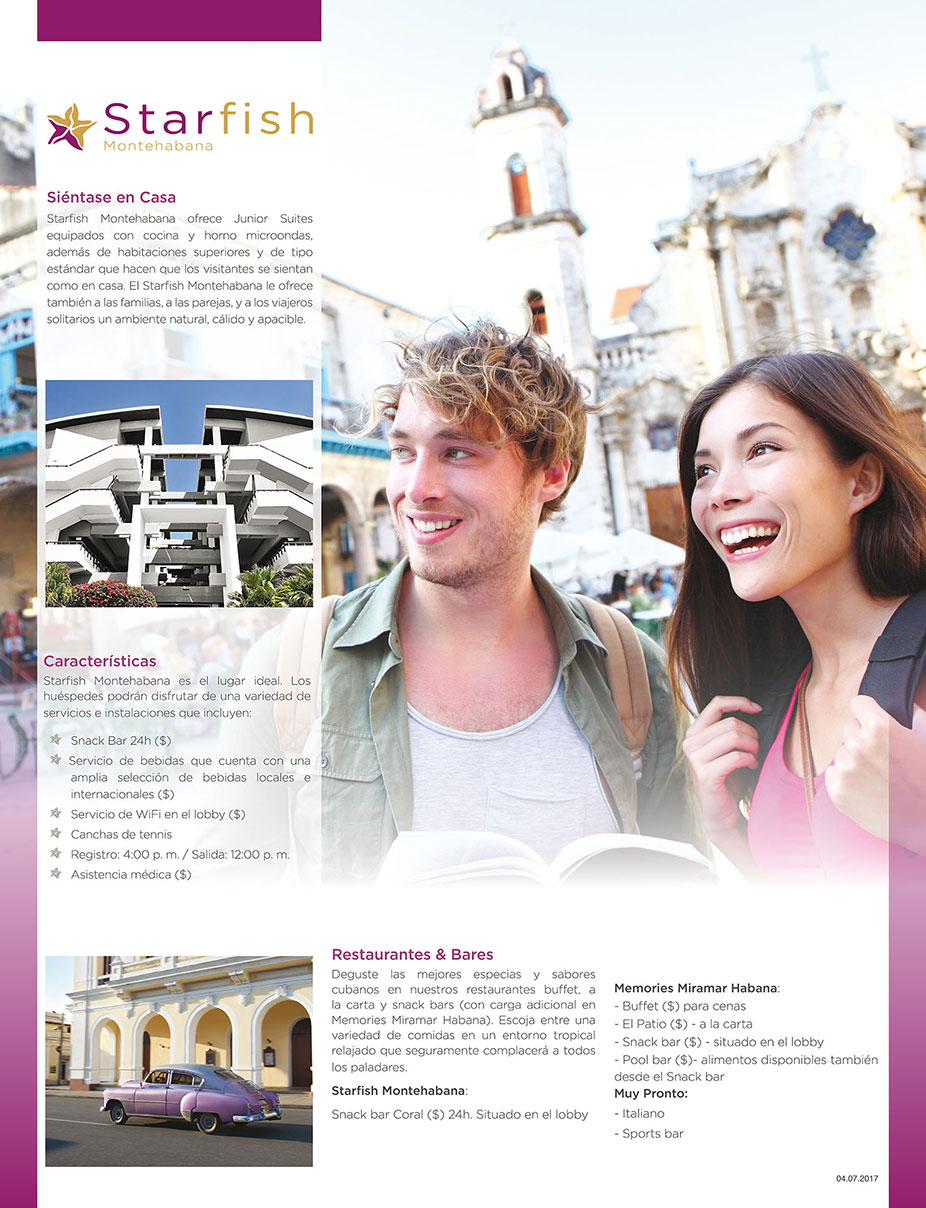 Starfish
Montehabana
Siéntase en Casa
Starfish Montehabana ofrece Junior Suites
equipados con cocina y horno microondas,
además de habitaciones superiores y de tipo
estándar que hacen que los visitantes se sientan
como en casa. El Starfish Montehabana le ofrece
también a las familias, a las parejas, y a los viajeros
solitarios un ambiente natural, cálido y apacible.
Características
Starfish Montehabana es el lugar ideal. Los
huéspedes podrán disfrutar de una variedad de
servicios e instalaciones que incluyen:
Snack Bar 24h ($)
Servicio de bebidas que cuenta con una
amplia selección de bebidas locales e
internacionales ($)
Servicio de WiFi en el lobby ($)
Canchas de tennis
Registro: 4:00 p. m. / Salida: 12:00 p. m.
Asistencia médica ($)
Restaurantes & Bares
Deguste las mejores especias y sabores
cubanos en nuestros restaurantes buffet, a
la carta y snack bars (con carga adicional en
Memories Miramar Habana). Escoja entre una
variedad de comidas en un entorno tropical
relajado que seguramente complacerá a todos
los paladares.
Starfish Montehabana:
Snack bar Coral ($) 24h. Situado en el lobby
Memories Miramar Habana:
- Buffet ($) para cenas
- El Patio ($) - a la carta
- Snack bar ($) - situado en el lobby
- Pool bar ($)- alimentos disponibles también
desde el Snack bar
Muy Pronto:
- Italiano
- Sports bar
04.07.2017